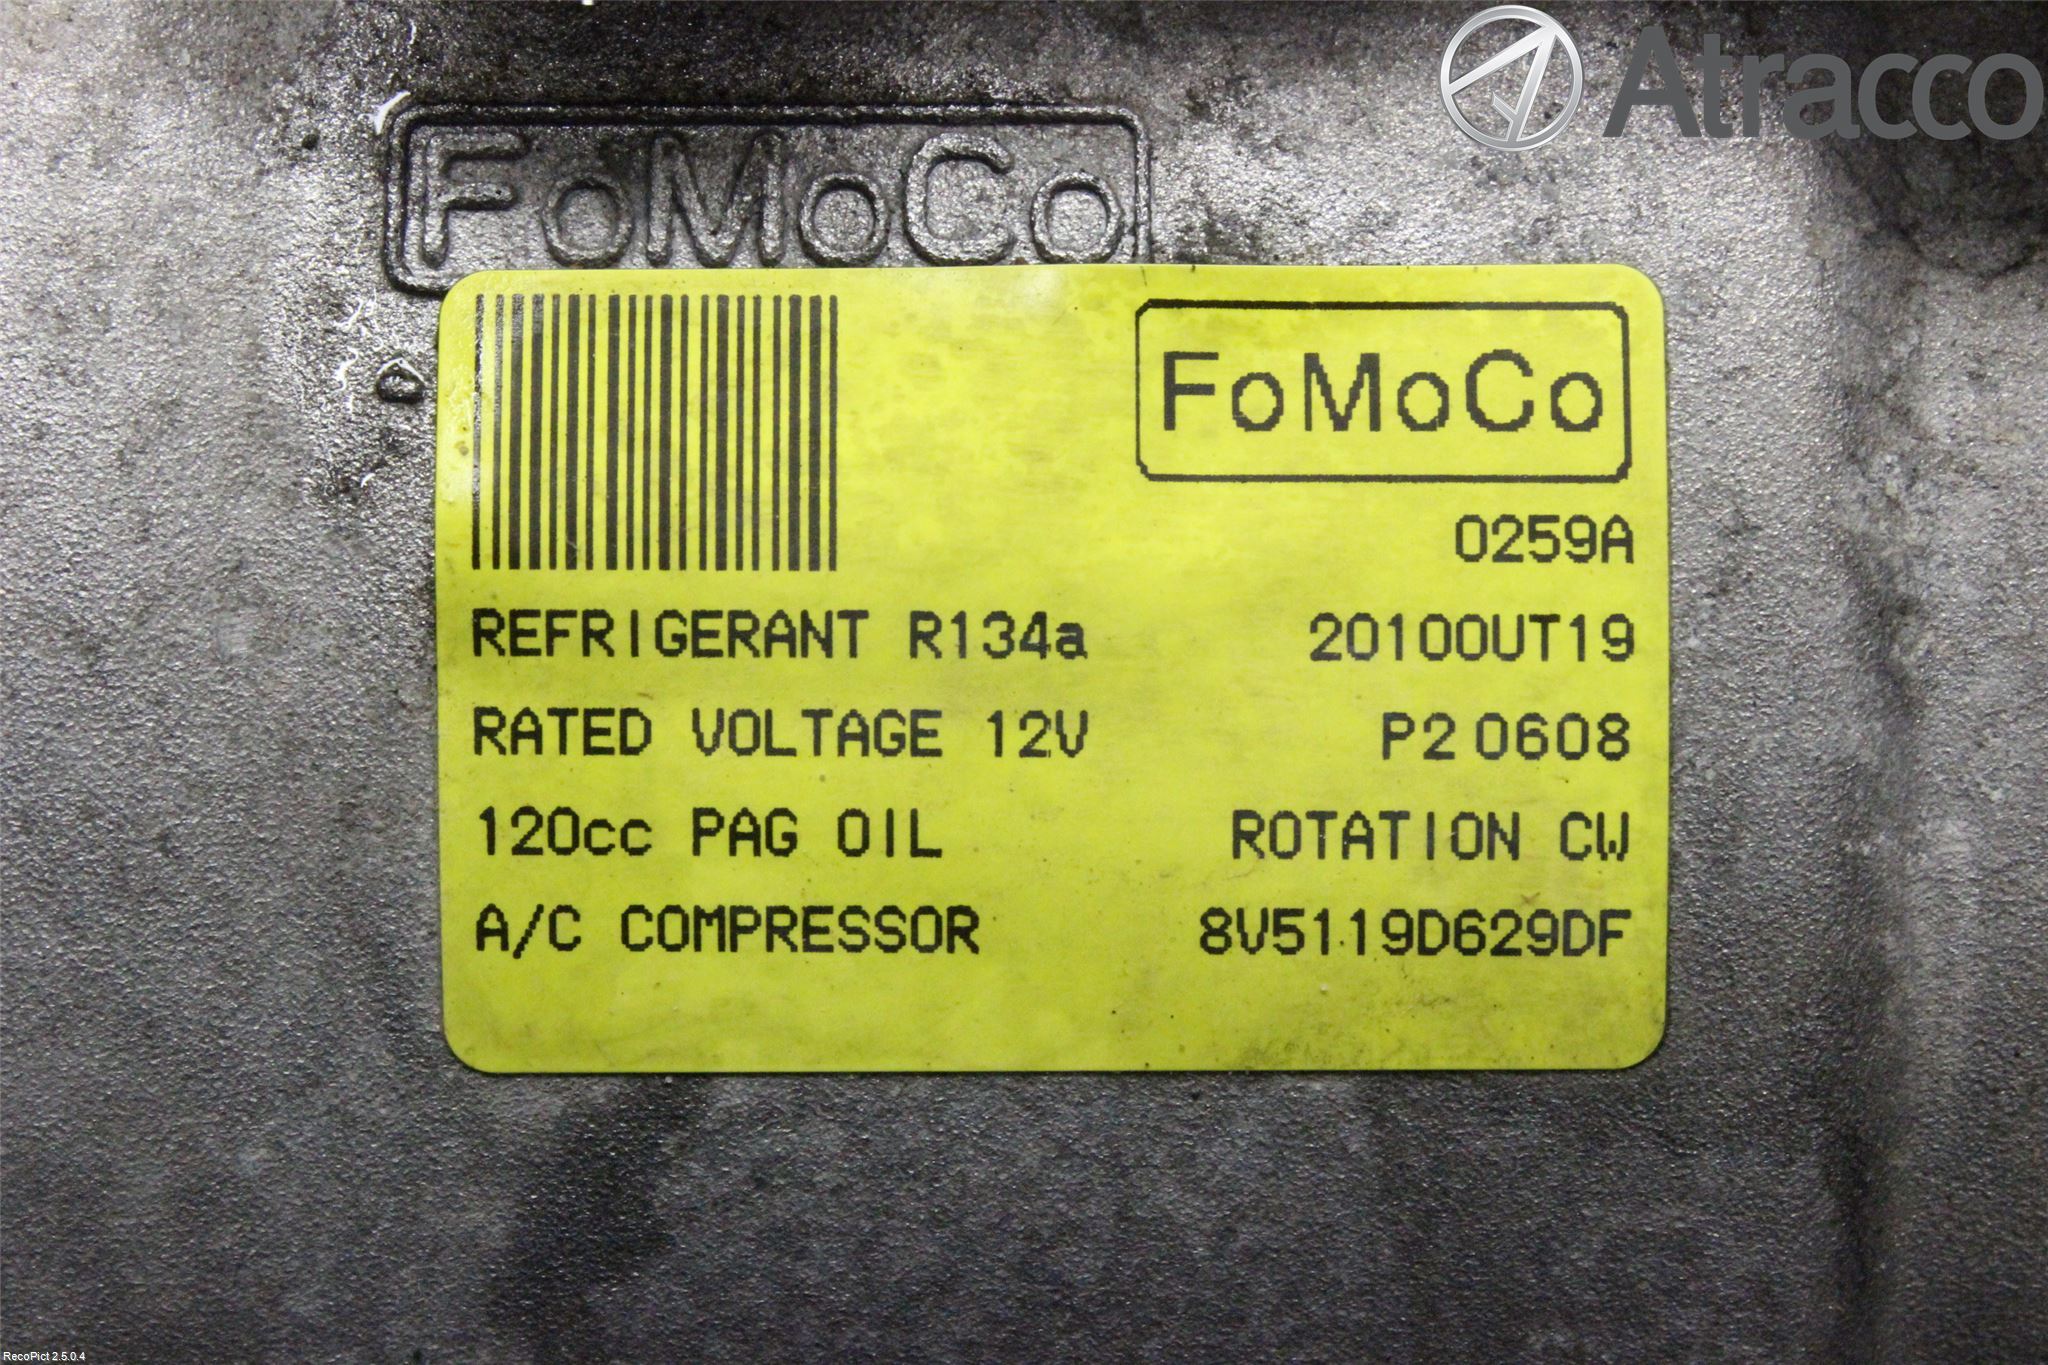 Atracco
FoMoCo
FoMoCo
0259A
REFRIGERANT R134a 20100UT19
RATED VOLTAGE 12V P2 0608
120cc PAG OIL ROTATION CW
A/C COMPRESSOR 8V5119D629DF
RecoPict 2.5.0.4